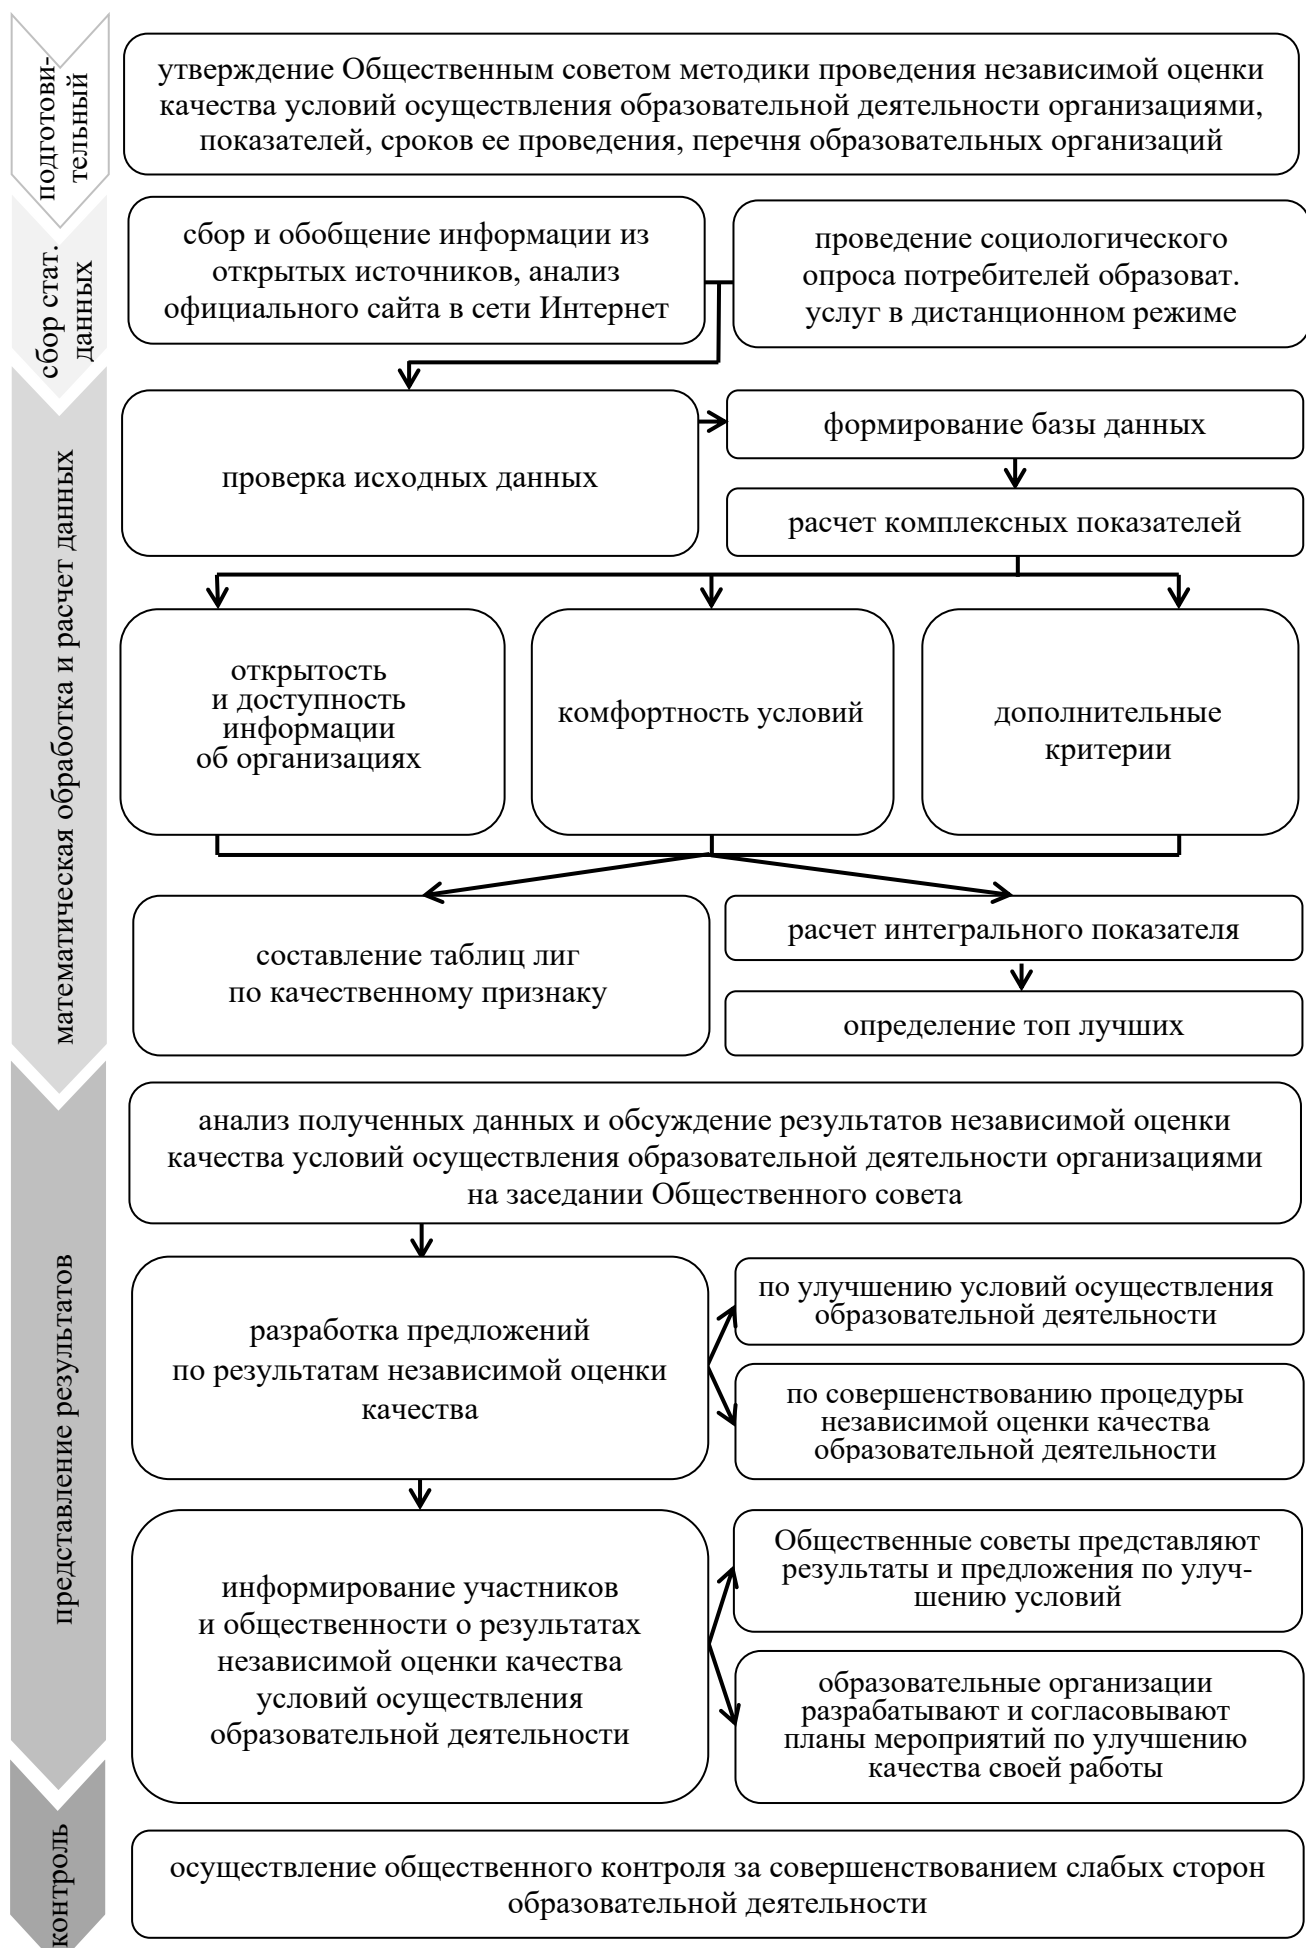 подготови-
тельный
утверждение Общественным советом методики проведения независимой оценки
качества условий осуществления образовательной деятельности организациями,
показателей, сроков ее проведения, перечня образовательных организаций
сбор стат.
данных
сбор и обобщение информации из
открытых источников, анализ
официального сайта в сети Интернет
проведение социологического
опроса потребителей образоват.
услуг в дистанционном режиме
математическая обработка и расчет данных
проверка исходных данных
формирование базы данных
расчет комплексных показателей
открытость
и доступность
информации
об организациях
комфортность условий
дополнительные
критерии
составление таблиц лиг
по качественному признаку
расчет интегрального показателя
определение топ лучших
представление результатов
анализ полученных данных и обсуждение результатов независимой оценки
качества условий осуществления образовательной деятельности организациями
на заседании Общественного совета
разработка предложений
по результатам независимой оценки
качества
по улучшению условий осуществления
образовательной деятельности
по совершенствованию процедуры
независимой оценки качества
образовательной деятельности
информирование участников
и общественности о результатах
независимой оценки качества
условий осуществления
образовательной деятельности
Общественные советы представляют
результаты и предложения по улуч-
шению условий
образовательные организации
разрабатывают и согласовывают
планы мероприятий по улучшению
качества своей работы
контроль
осуществление общественного контроля за совершенствованием слабых сторон
образовательной деятельности